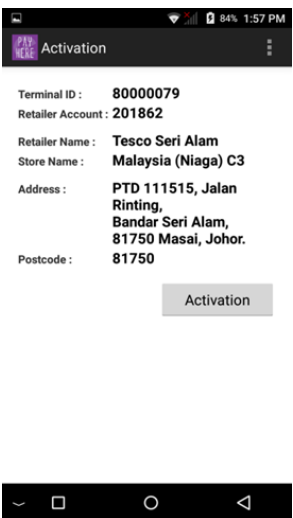 84% 1:57 PM
PAY
HERE
Activation
Terminal ID : 80000079
Retailer Account : 201862
Retailer Name : Tesco Seri Alam
Store Name : Malaysia (Niaga) C3
Address : PTD 111515, Jalan
Rinting,
Bandar Seri Alam,
81750 Masai, Johor.
Postcode : 81750
Activation